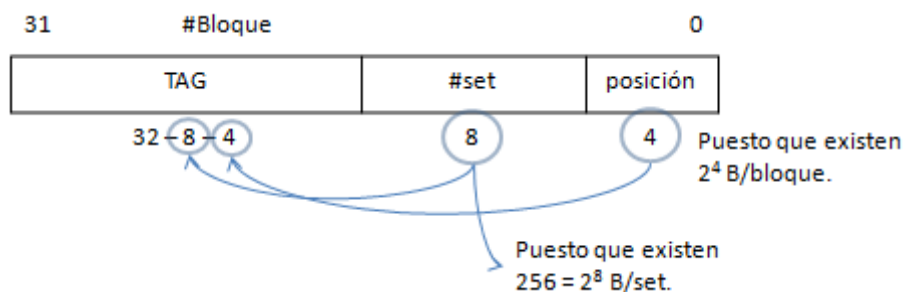 31 #Bloque 0
TAG #set posición
32 – 8 – 4 8 4
Puesto que existen
2⁴ B/bloque.
Puesto que existen
256 = 2⁸ B/set.